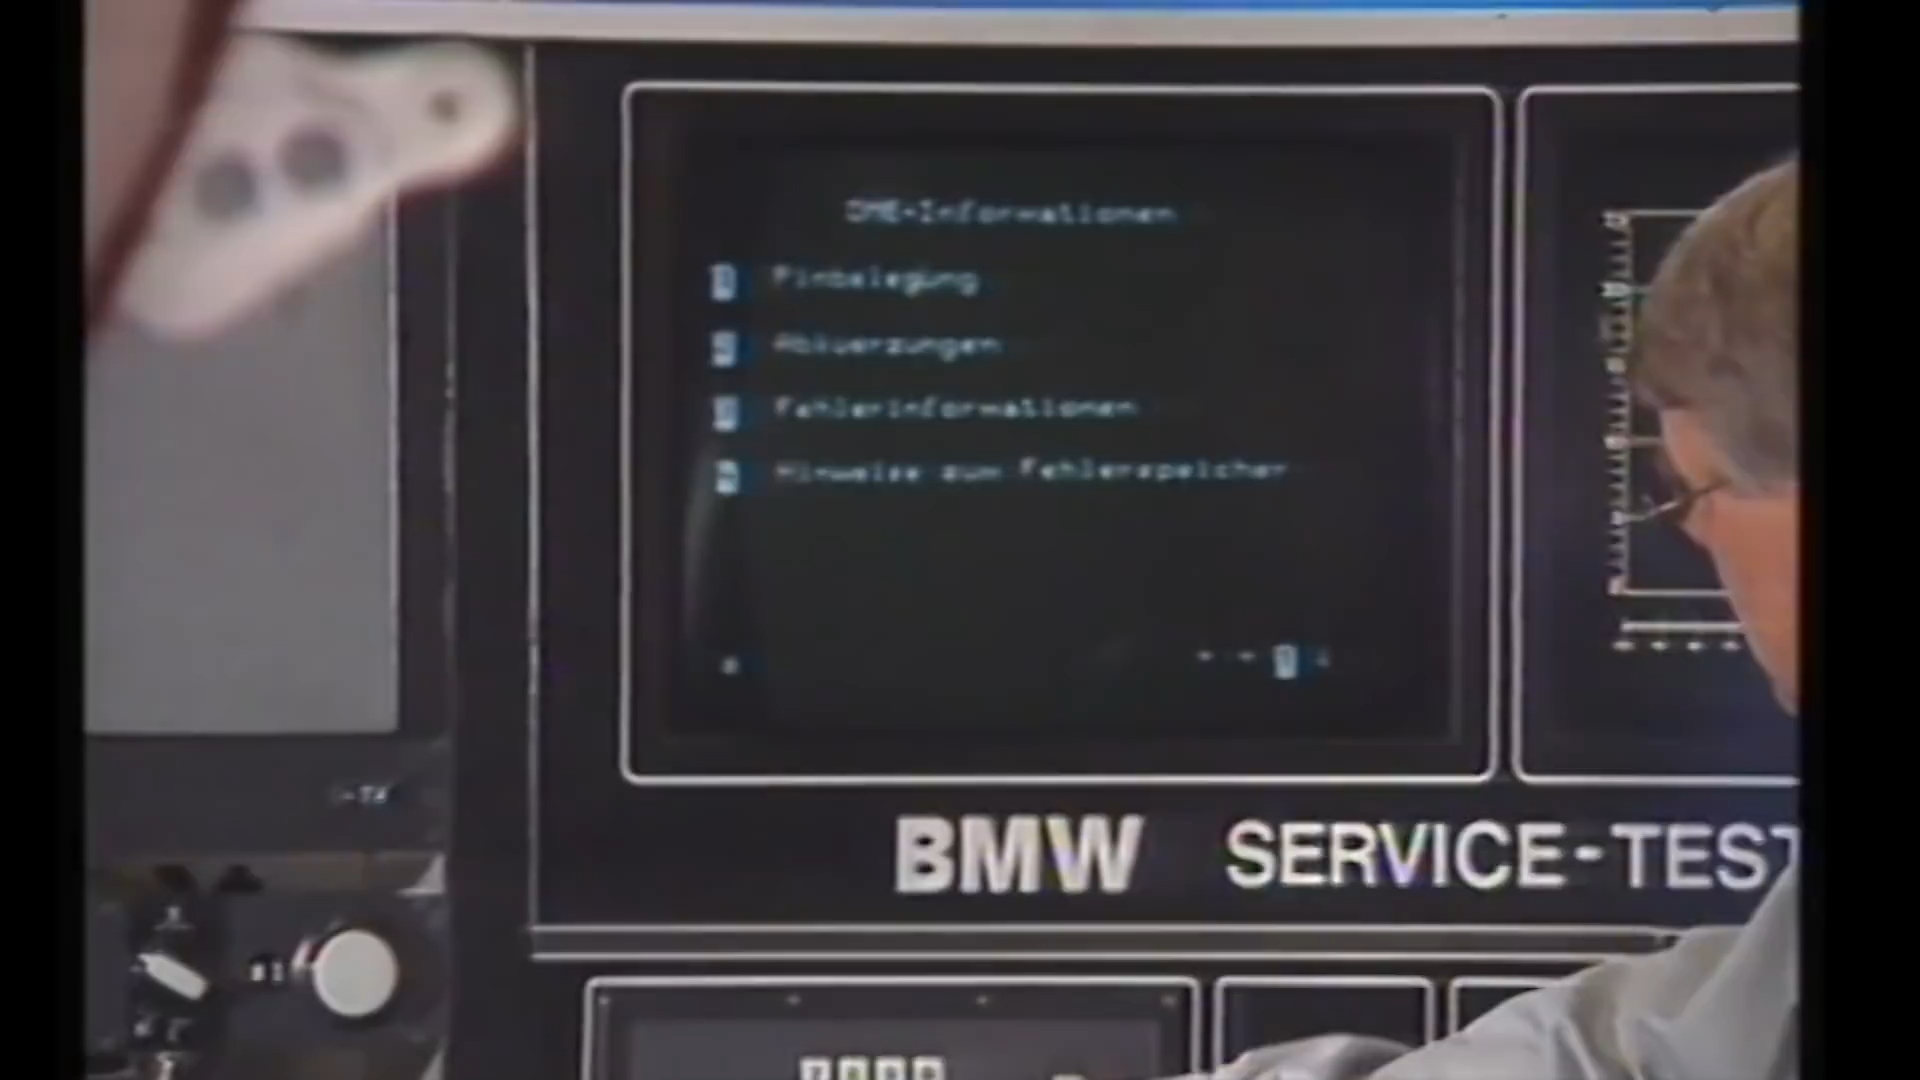 DME-Informationen
Pinbelegung
Abkuerzungen
Fehlerinformationen
Hinweise zum Fehlerspeicher
BMW SERVICE-TEST